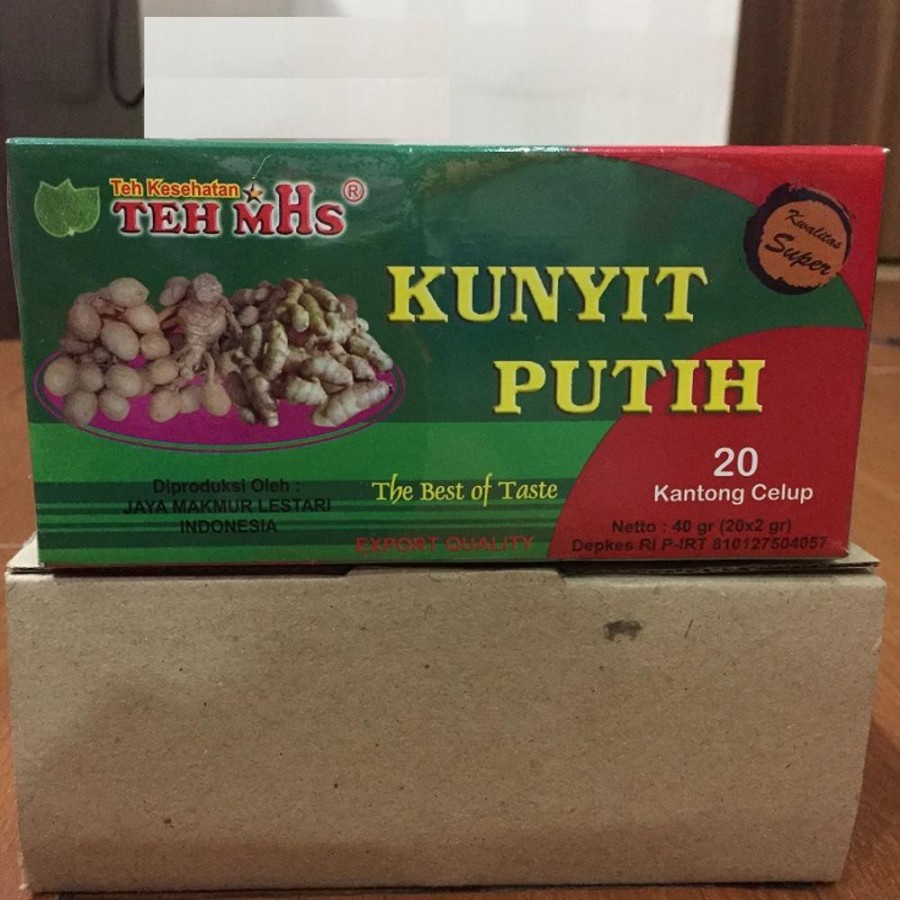 Teh Kesehatan
TEH MHS ®
Kwalitas
Super
KUNYIT
PUTIH
20
Kantong Celup
The Best of Taste
Diproduksi Oleh :
JAYA MAKMUR LESTARI
INDONESIA
EXPORT QUALITY
Netto : 40 gr (20x2 gr)
Depkes RI P-IRT 810127504057